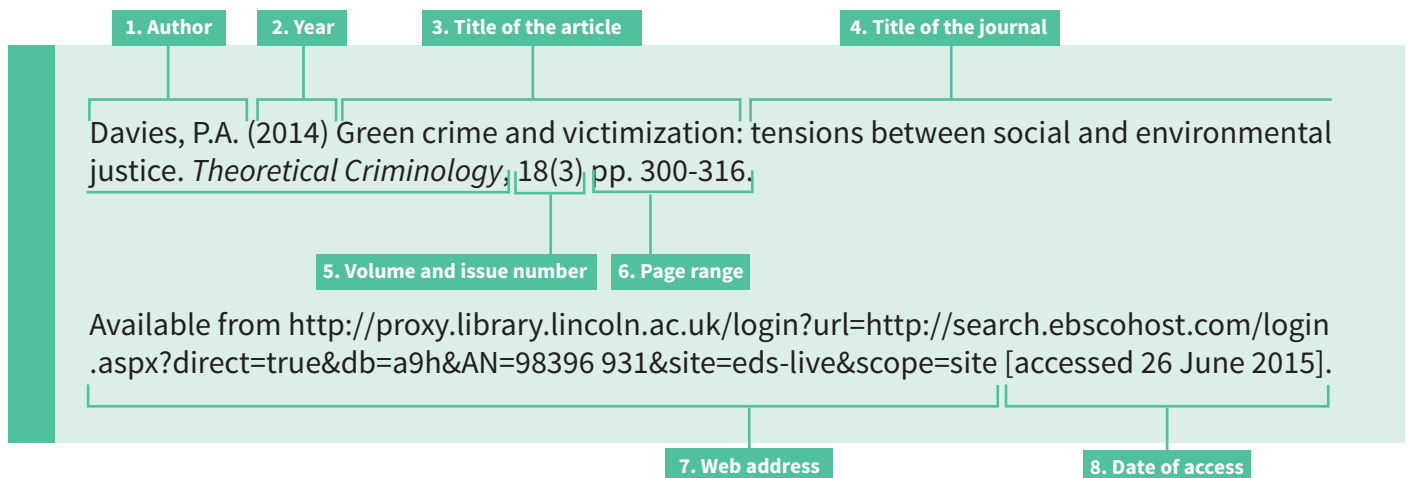 1. Author 2. Year 3. Title of the article 4. Title of the journal
Davies, P.A. (2014) Green crime and victimization: tensions between social and environmental
justice. Theoretical Criminology, 18(3) pp. 300-316.
5. Volume and issue number 6. Page range
Available from http://proxy.library.lincoln.ac.uk/login?url=http://search.ebscohost.com/login
.aspx?direct=true&db=a9h&AN=98396 931&site=eds-live&scope=site [accessed 26 June 2015].
7. Web address 8. Date of access